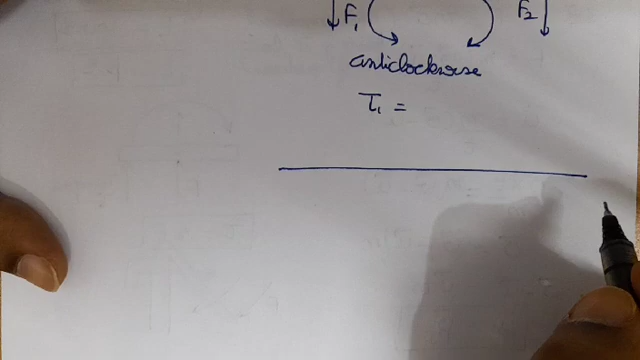 F₁ F₂
anticlockwise
τ₁ =